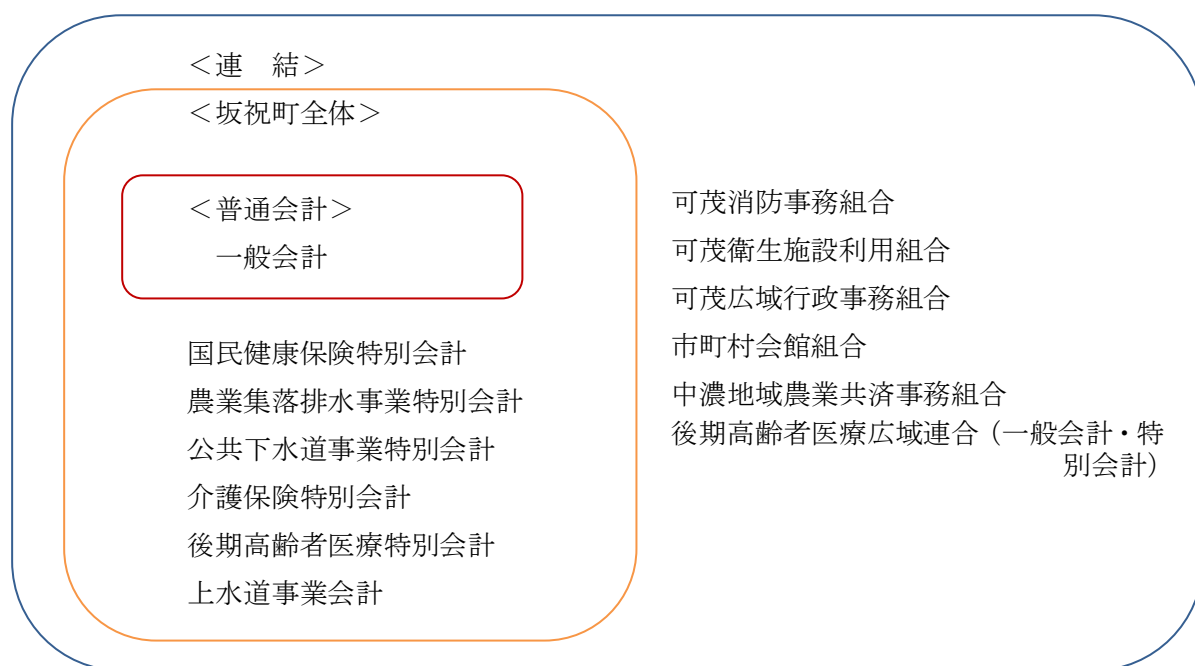 ＜連　結＞
＜坂祝町全体＞
＜普通会計＞
一般会計
国民健康保険特別会計
農業集落排水事業特別会計
公共下水道事業特別会計
介護保険特別会計
後期高齢者医療特別会計
上水道事業会計
可茂消防事務組合
可茂衛生施設利用組合
可茂広域行政事務組合
市町村会館組合
中濃地域農業共済事務組合
後期高齢者医療広域連合（一般会計・特
別会計）